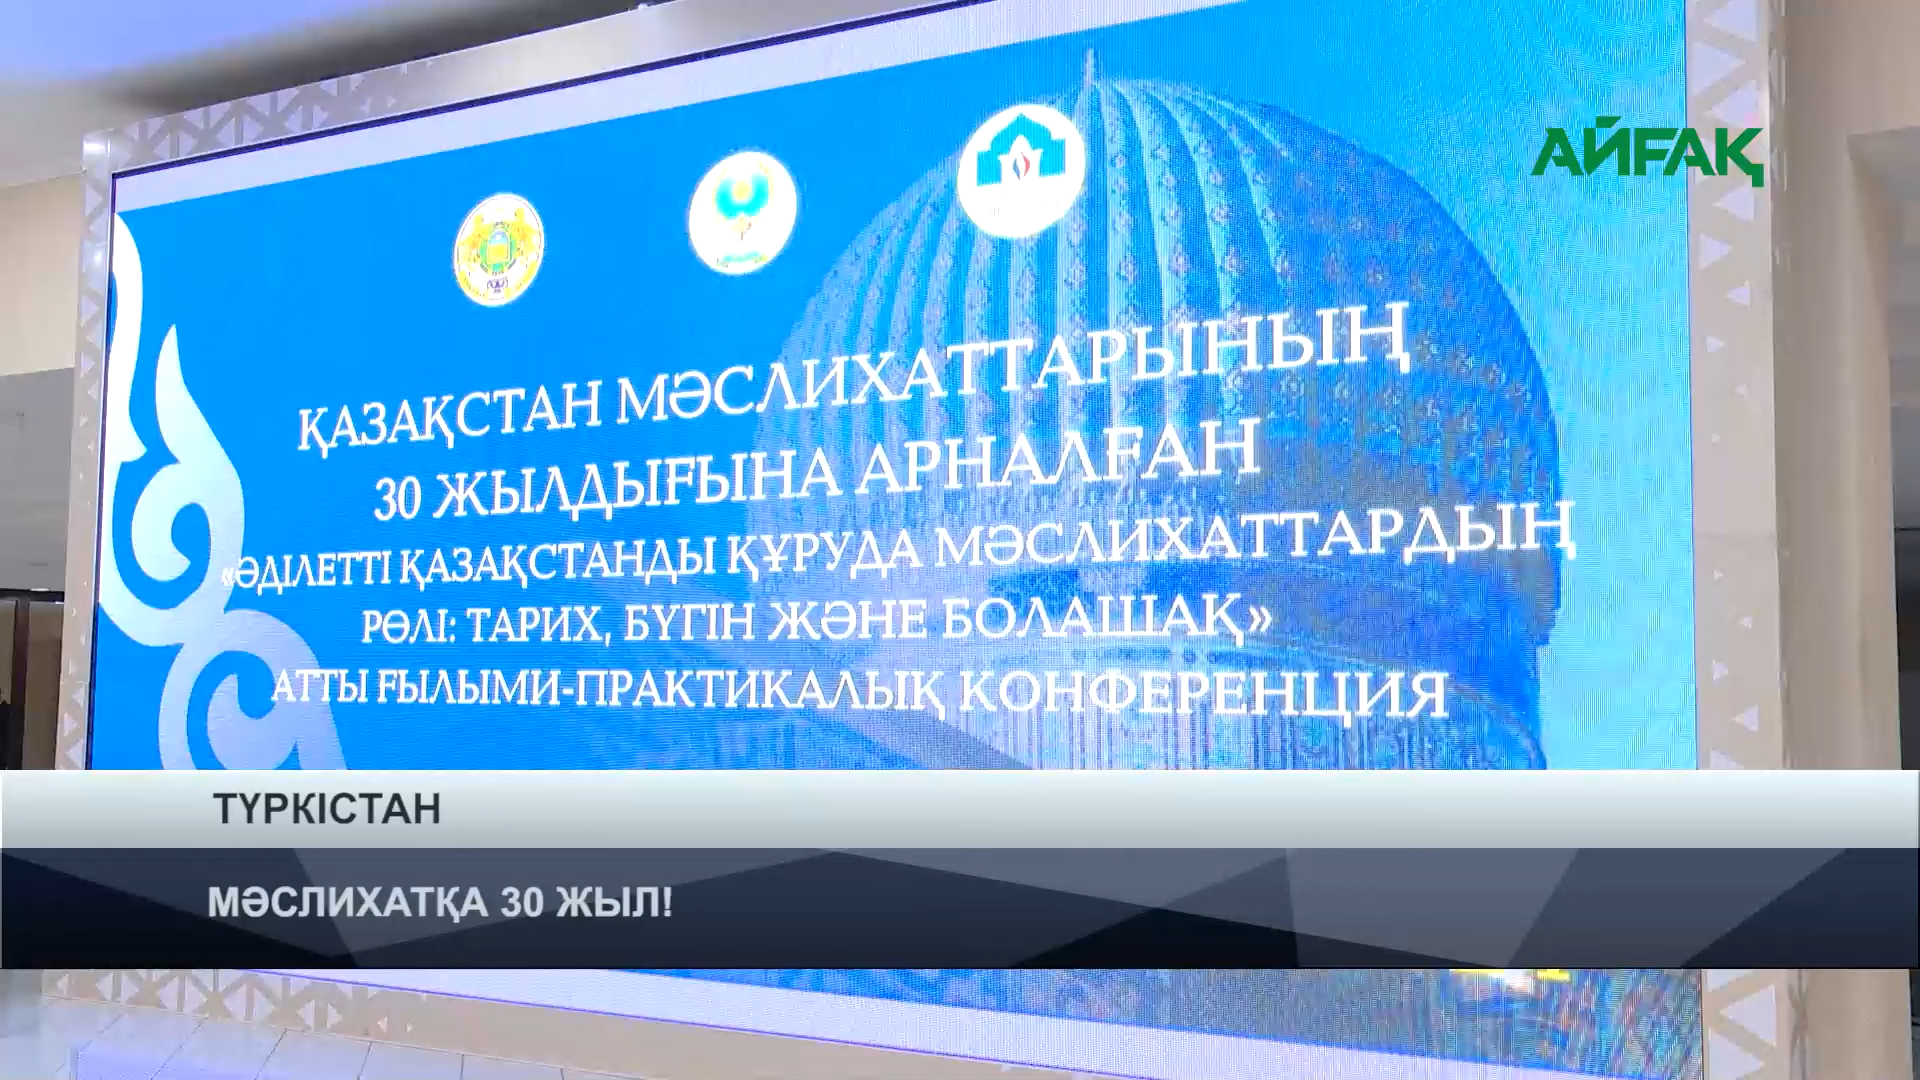 АЙҒАҚ
ҚАЗАҚСТАН МӘСЛИХАТТАРЫНЫҢ
30 ЖЫЛДЫҒЫНА АРНАЛҒАН
«ӘДІЛЕТТІ ҚАЗАҚСТАНДЫ ҚҰРУДА МӘСЛИХАТТАРДЫҢ
РӨЛІ: ТАРИХ, БҮГІН ЖӘНЕ БОЛАШАҚ»
АТТЫ ҒЫЛЫМИ-ПРАКТИКАЛЫҚ КОНФЕРЕНЦИЯ
ТҮРКІСТАН
МӘСЛИХАТҚА 30 ЖЫЛ!